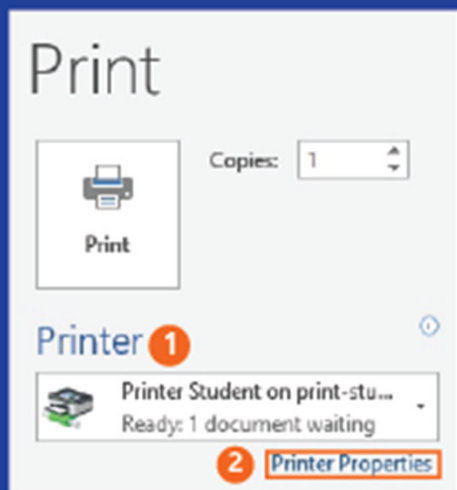 Print
Copies: 1
Print
Printer 1
Printer Student on print-stu...
Ready: 1 document waiting
2 Printer Properties